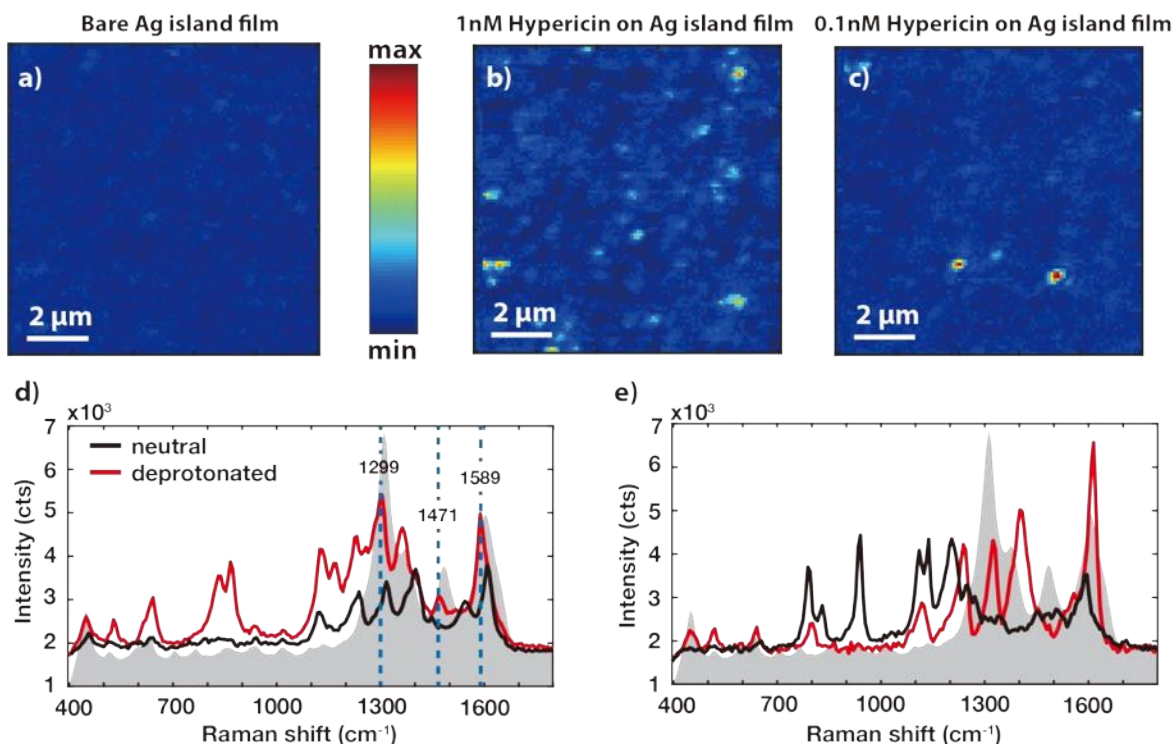 Bare Ag island film
1nM Hypericin on Ag island film
0.1nM Hypericin on Ag island film
a)
2 µm
max
min
b)
2 µm
c)
2 µm
d)
x10³
7
6
5
4
3
2
1
Intensity (cts)
neutral
deprotonated
1299
1471
1589
400 700 1000 1300 1600
Raman shift (cm⁻¹)
e)
x10³
7
6
5
4
3
2
1
Intensity (cts)
400 700 1000 1300 1600
Raman shift (cm⁻¹)